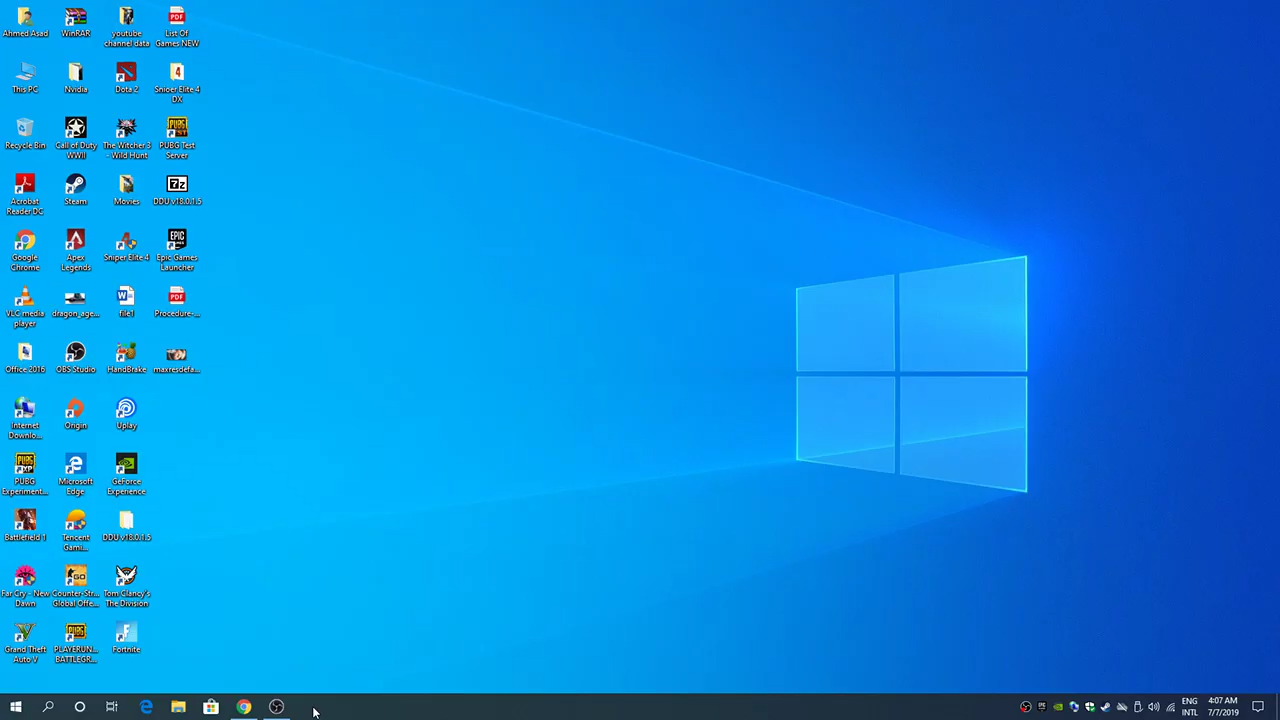 Ahmed Asad
WinRAR
youtube
channel data
List Of
Games NEW
This PC
Nvidia
Dota 2
Sniper Elite 4
DX
Recycle Bin
Call of Duty
WWII
The Witcher 3
- Wild Hunt
PUBG Test
Server
Acrobat
Reader DC
Steam
Movies
DDU v18.0.1.5
Google
Chrome
Apex
Legends
Sniper Elite 4
Epic Games
Launcher
VLC media
player
dragon_age...
file1
Procedure-...
Office 2016
OBS Studio
HandBrake
maxresdefa...
Internet
Downlo...
Origin
Uplay
PUBG
Experiment...
Microsoft
Edge
GeForce
Experience
Battlefield 1
Tencent
Gami...
DDU v18.0.1.5
Far Cry - New
Dawn
Counter-Str...
Global Offe...
Tom Clancy's
The Division
Grand Theft
Auto V
PLAYERUN...
BATTLEGR...
Fortnite
ENG
INTL
4:07 AM
7/7/2019